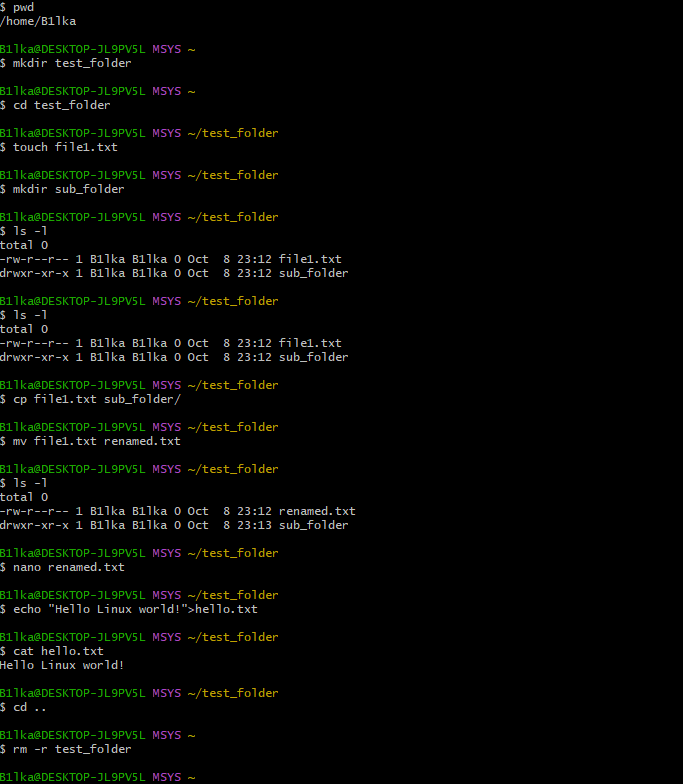 $ pwd
/home/B1lka
B1lka@DESKTOP-JL9PV5L MSYS ~
$ mkdir test_folder
B1lka@DESKTOP-JL9PV5L MSYS ~
$ cd test_folder
B1lka@DESKTOP-JL9PV5L MSYS ~/test_folder
$ touch file1.txt
B1lka@DESKTOP-JL9PV5L MSYS ~/test_folder
$ mkdir sub_folder
B1lka@DESKTOP-JL9PV5L MSYS ~/test_folder
$ ls -l
total 0
-rw-r--r-- 1 B1lka B1lka 0 Oct  8 23:12 file1.txt
drwxr-xr-x 1 B1lka B1lka 0 Oct  8 23:12 sub_folder
B1lka@DESKTOP-JL9PV5L MSYS ~/test_folder
$ ls -l
total 0
-rw-r--r-- 1 B1lka B1lka 0 Oct  8 23:12 file1.txt
drwxr-xr-x 1 B1lka B1lka 0 Oct  8 23:12 sub_folder
B1lka@DESKTOP-JL9PV5L MSYS ~/test_folder
$ cp file1.txt sub_folder/
B1lka@DESKTOP-JL9PV5L MSYS ~/test_folder
$ mv file1.txt renamed.txt
B1lka@DESKTOP-JL9PV5L MSYS ~/test_folder
$ ls -l
total 0
-rw-r--r-- 1 B1lka B1lka 0 Oct  8 23:12 renamed.txt
drwxr-xr-x 1 B1lka B1lka 0 Oct  8 23:13 sub_folder
B1lka@DESKTOP-JL9PV5L MSYS ~/test_folder
$ nano renamed.txt
B1lka@DESKTOP-JL9PV5L MSYS ~/test_folder
$ echo "Hello Linux world!">hello.txt
B1lka@DESKTOP-JL9PV5L MSYS ~/test_folder
$ cat hello.txt
Hello Linux world!
B1lka@DESKTOP-JL9PV5L MSYS ~/test_folder
$ cd ..
B1lka@DESKTOP-JL9PV5L MSYS ~
$ rm -r test_folder
B1lka@DESKTOP-JL9PV5L MSYS ~